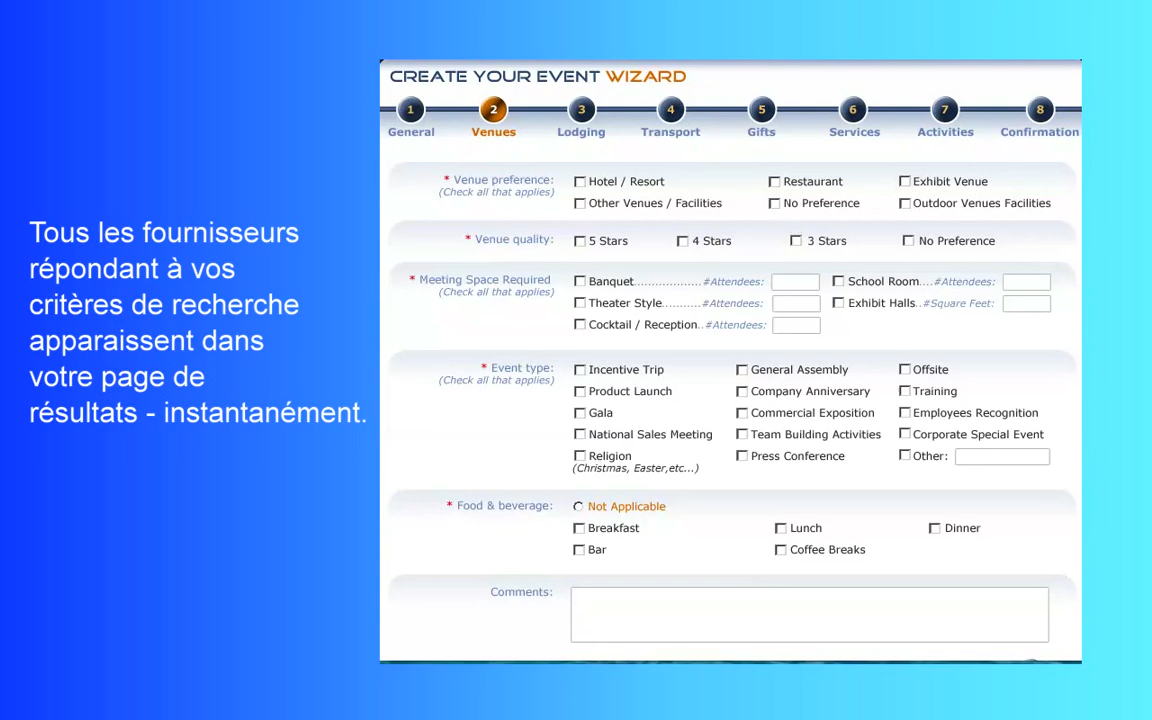 CREATE YOUR EVENT WIZARD
1 2 3 4 5 6 7 8
General Venues Lodging Transport Gifts Services Activities Confirmation
Tous les fournisseurs
répondant à vos
critères de recherche
apparaissent dans
votre page de
résultats - instantanément.
* Venue preference: Hotel / Resort Restaurant Exhibit Venue
(Check all that applies)
Other Venues / Facilities No Preference Outdoor Venues Facilities
* Venue quality: 5 Stars 4 Stars 3 Stars No Preference
* Meeting Space Required Banquet...................#Attendees: School Room....#Attendees:
(Check all that applies)
Theater Style...........#Attendees: Exhibit Halls..#Square Feet:
Cocktail / Reception..#Attendees:
* Event type: Incentive Trip General Assembly Offsite
(Check all that applies)
Product Launch Company Anniversary Training
Gala Commercial Exposition Employees Recognition
National Sales Meeting Team Building Activities Corporate Special Event
Religion Press Conference Other:
(Christmas, Easter,etc...)
* Food & beverage: Not Applicable
Breakfast Lunch Dinner
Bar Coffee Breaks
Comments: